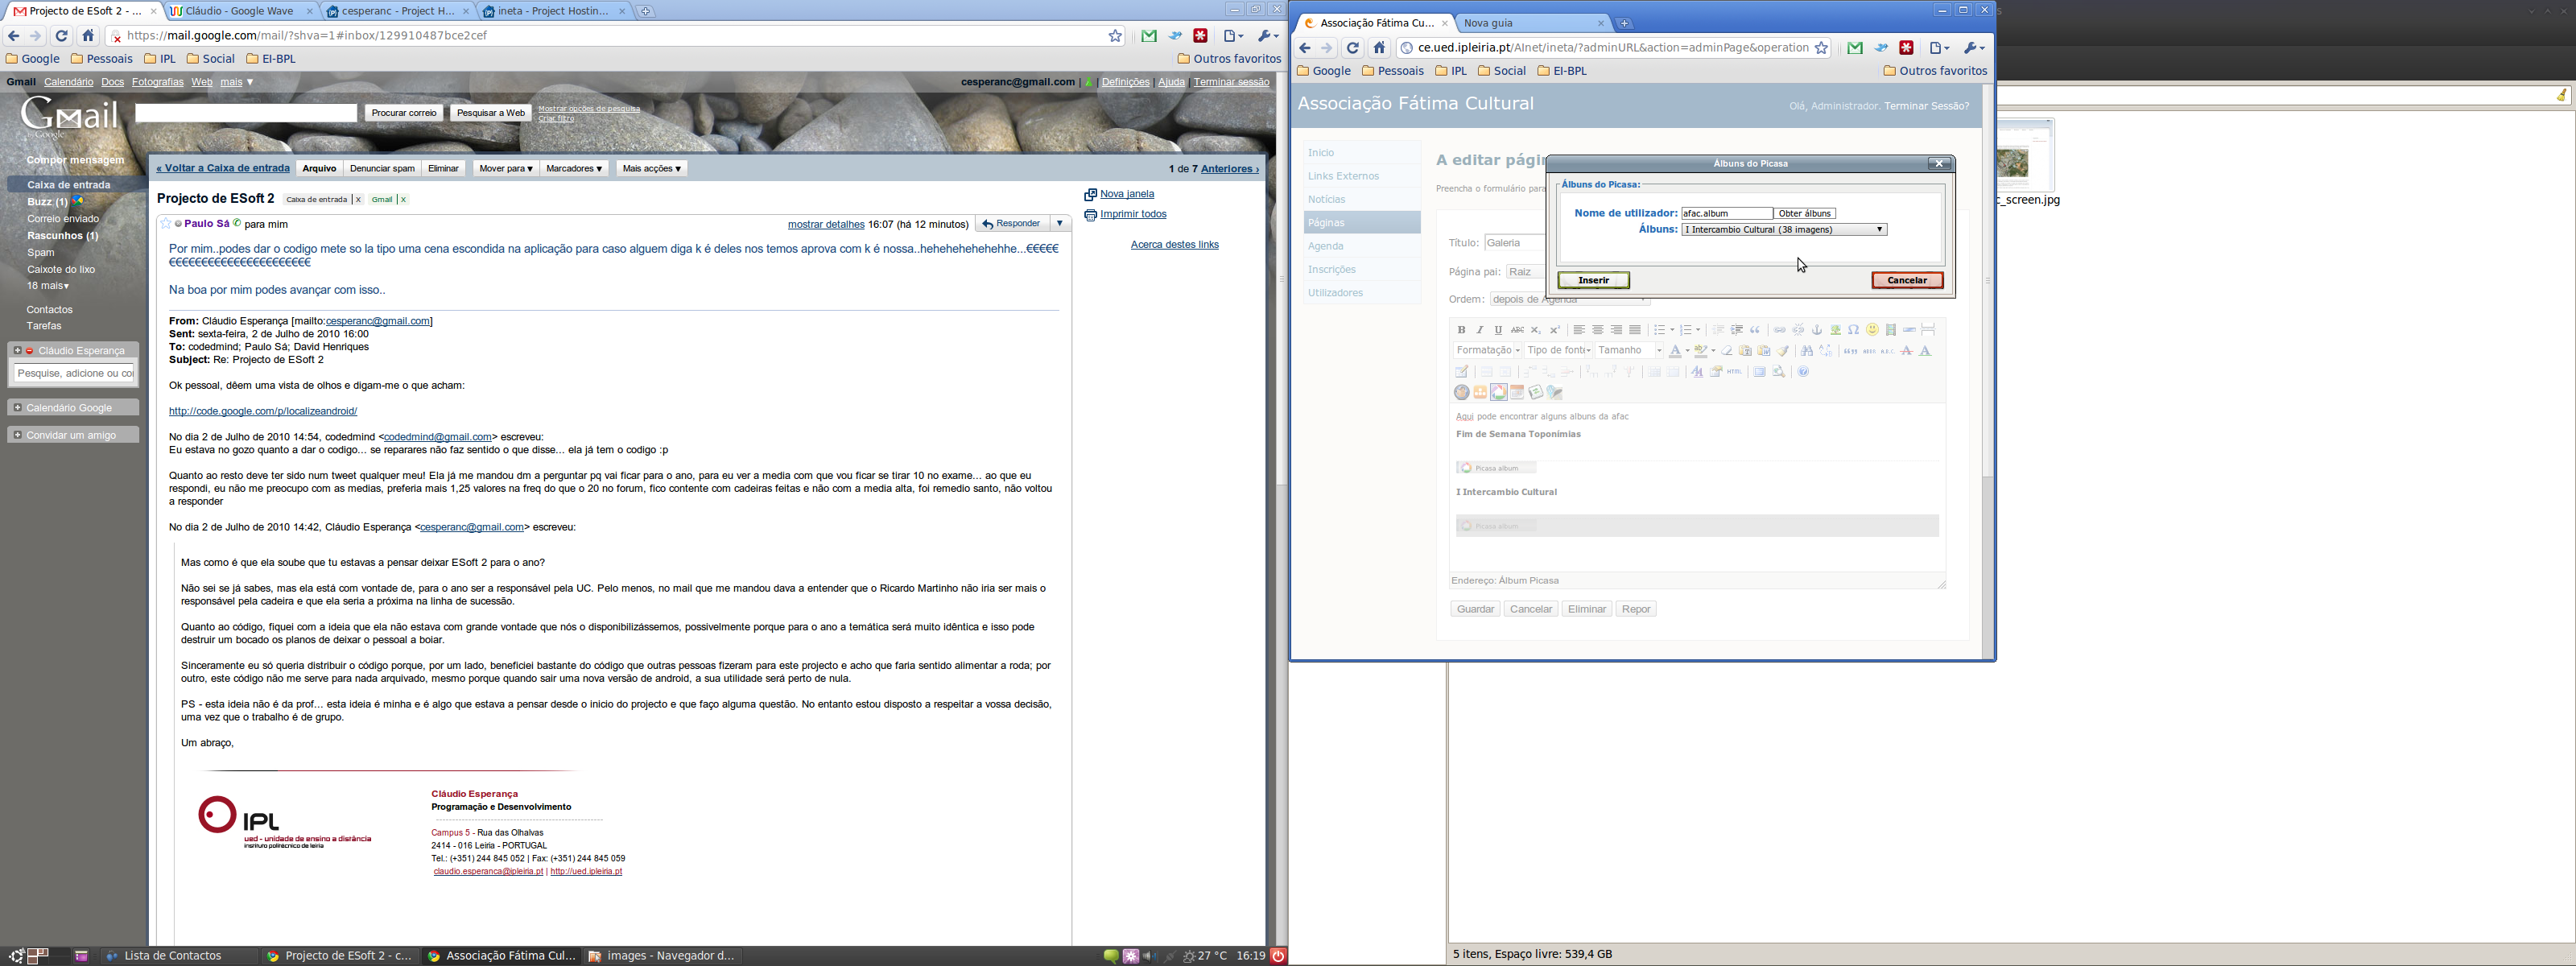 Projecto de ESoft 2 - ...
Cláudio - Google Wave
cesperanc - Project H...
ineta - Project Hostin...
https://mail.google.com/mail/?shva=1#inbox/129910487bce2cef
Google Pessoais IPL Social EI-BPL Outros favoritos
Gmail Calendário Docs Fotografias Web mais ▼
cesperanc@gmail.com | Definições | Ajuda | Terminar sessão
Gmail
by Google
Procurar correio Pesquisar a Web
Mostrar opções de pesquisa
Criar filtro
Compor mensagem
Caixa de entrada
Buzz (1)
Correio enviado
Rascunhos (1)
Spam
Caixote do lixo
18 mais▼
Contactos
Tarefas
Cláudio Esperança
Pesquise, adicione ou co
Calendário Google
Convidar um amigo
« Voltar a Caixa de entrada Arquivo Denunciar spam Eliminar Mover para ▼ Marcadores ▼ Mais acções ▼ 1 de 7 Anteriores ›
Projecto de ESoft 2 Caixa de entrada | X Gmail | X
Nova janela
Imprimir todos
Acerca destes links
Paulo Sá para mim mostrar detalhes 16:07 (há 12 minutos) Responder ▼
Por mim..podes dar o codigo mete so la tipo uma cena escondida na aplicação para caso alguem diga k é deles nos temos aprova com k é nossa..hehehehehehehhe...€€€€€
€€€€€€€€€€€€€€€€€€€€€€
Na boa por mim podes avançar com isso..
From: Cláudio Esperança [mailto:cesperanc@gmail.com]
Sent: sexta-feira, 2 de Julho de 2010 16:00
To: codedmind; Paulo Sá; David Henriques
Subject: Re: Projecto de ESoft 2
Ok pessoal, dêem uma vista de olhos e digam-me o que acham:
http://code.google.com/p/localizeandroid/
No dia 2 de Julho de 2010 14:54, codedmind <codedmind@gmail.com> escreveu:
Eu estava no gozo quanto a dar o codigo... se reparares não faz sentido o que disse... ela já tem o codigo :p
Quanto ao resto deve ter sido num tweet qualquer meu! Ela já me mandou dm a perguntar pq vai ficar para o ano, para eu ver a media com que vou ficar se tirar 10 no exame... ao que eu
respondi, eu não me preocupo com as medias, preferia mais 1,25 valores na freq do que o 20 no forum, fico contente com cadeiras feitas e não com a media alta, foi remedio santo, não voltou
a responder
No dia 2 de Julho de 2010 14:42, Cláudio Esperança <cesperanc@gmail.com> escreveu:
Mas como é que ela soube que tu estavas a pensar deixar ESoft 2 para o ano?
Não sei se já sabes, mas ela está com vontade de, para o ano ser a responsável pela UC. Pelo menos, no mail que me mandou dava a entender que o Ricardo Martinho não iria ser mais o
responsável pela cadeira e que ela seria a próxima na linha de sucessão.
Quanto ao código, fiquei com a ideia que ela não estava com grande vontade que nós o disponibilizássemos, possivelmente porque para o ano a temática será muito idêntica e isso pode
destruir um bocado os planos de deixar o pessoal a boiar.
Sinceramente eu só queria distribuir o código porque, por um lado, beneficiei bastante do código que outras pessoas fizeram para este projecto e acho que faria sentido alimentar a roda; por
outro, este código não me serve para nada arquivado, mesmo porque quando sair uma nova versão de android, a sua utilidade será perto de nula.
PS - esta ideia não é da prof... esta ideia é minha e é algo que estava a pensar desde o inicio do projecto e que faço alguma questão. No entanto estou disposto a respeitar a vossa decisão,
uma vez que o trabalho é de grupo.
Um abraço,
IPL
ued - unidade de ensino a distância
instituto politécnico de leiria
Cláudio Esperança
Programação e Desenvolvimento
Campus 5 - Rua das Olhalvas
2414 - 016 Leiria - PORTUGAL
Tel.: (+351) 244 845 052 | Fax: (+351) 244 845 059
claudio.esperanca@ipleiria.pt | http://ued.ipleiria.pt
Lista de Contactos
Projecto de ESoft 2 - c...
Associação Fátima Cul...
images - Navegador d...
27 °C 16:19
Associação Fátima Cu...
Nova guia
ce.ued.ipleiria.pt/AInet/ineta/?adminURL&action=adminPage&operation
Google Pessoais IPL Social EI-BPL Outros favoritos
Associação Fátima Cultural
Olá, Administrador. Terminar Sessão?
Inicio
Links Externos
Notícias
Páginas
Agenda
Inscrições
Utilizadores
A editar págin
Preencha o formulário para
Título: Galeria
Página pai: Raiz
Ordem: depois de Agenda
Álbuns do Picasa
Álbuns do Picasa:
Nome de utilizador: afac.album Obter álbuns
Álbuns: I Intercambio Cultural (38 imagens)
Inserir Cancelar
B I U ABC
Formatação Tipo de font Tamanho
HTML
Aqui pode encontrar alguns albuns da afac
Fim de Semana Toponimias
Picasa album
I Intercambio Cultural
Picasa album
Endereço: Álbum Picasa
Guardar Cancelar Eliminar Repor
c_screen.jpg
5 itens, Espaço livre: 539,4 GB